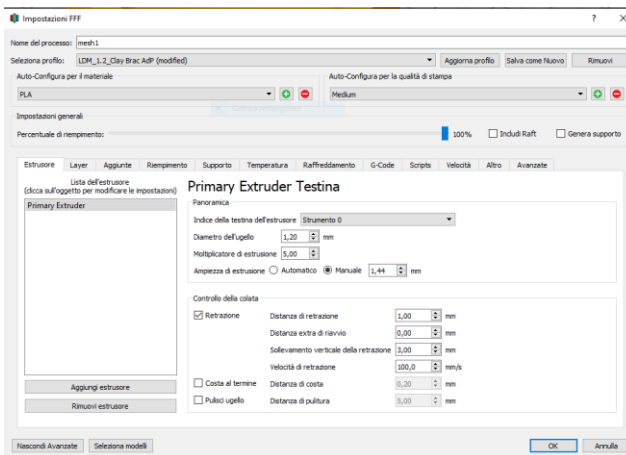 Impostazioni FFF ? ×
Nome del processo: mesh1
Seleziona profilo: LDM_1.2_Clay Brac AdP (modified) Aggiorna profilo Salva come Nuovo Rimuovi
Auto-Configura per il materiale Auto-Configura per la qualità di stampa
PLA Medium
Impostazioni generali
Percentuale di riempimento: 100% Includi Raft Genera supporto
Estrusore Layer Aggiunte Riempimento Supporto Temperatura Raffreddamento G-Code Scripts Velocità Altro Avanzate
Lista dell'estrusore
(clicca sull'oggetto per modificare le impostazioni)
Primary Extruder
Primary Extruder Testina
Panoramica
Indice della testina dell'estrusore Strumento 0
Diametro dell'ugello 1,20 mm
Moltiplicatore di estrusione 5,00
Ampiezza di estrusione Automatico Manuale 1,44 mm
Controllo della colata
Retrazione Distanza di retrazione 1,00 mm
Distanza extra di riavvio 0,00 mm
Sollevamento verticale della retrazione 3,00 mm
Velocità di retrazione 100,0 mm/s
Costa al termine Distanza di costa 0,20 mm
Pulisci ugello Distanza di pulitura 5,00 mm
Aggiungi estrusore
Rimuovi estrusore
Nascondi Avanzate Seleziona modelli OK Annulla